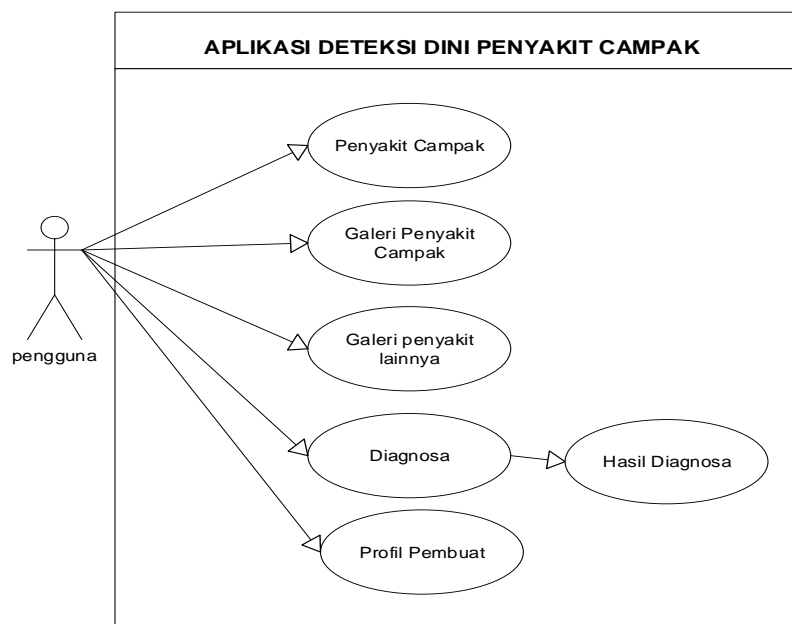 APLIKASI DETEKSI DINI PENYAKIT CAMPAK
Penyakit Campak
Galeri Penyakit
Campak
Galeri penyakit
lainnya
pengguna
Diagnosa
Hasil Diagnosa
Profil Pembuat